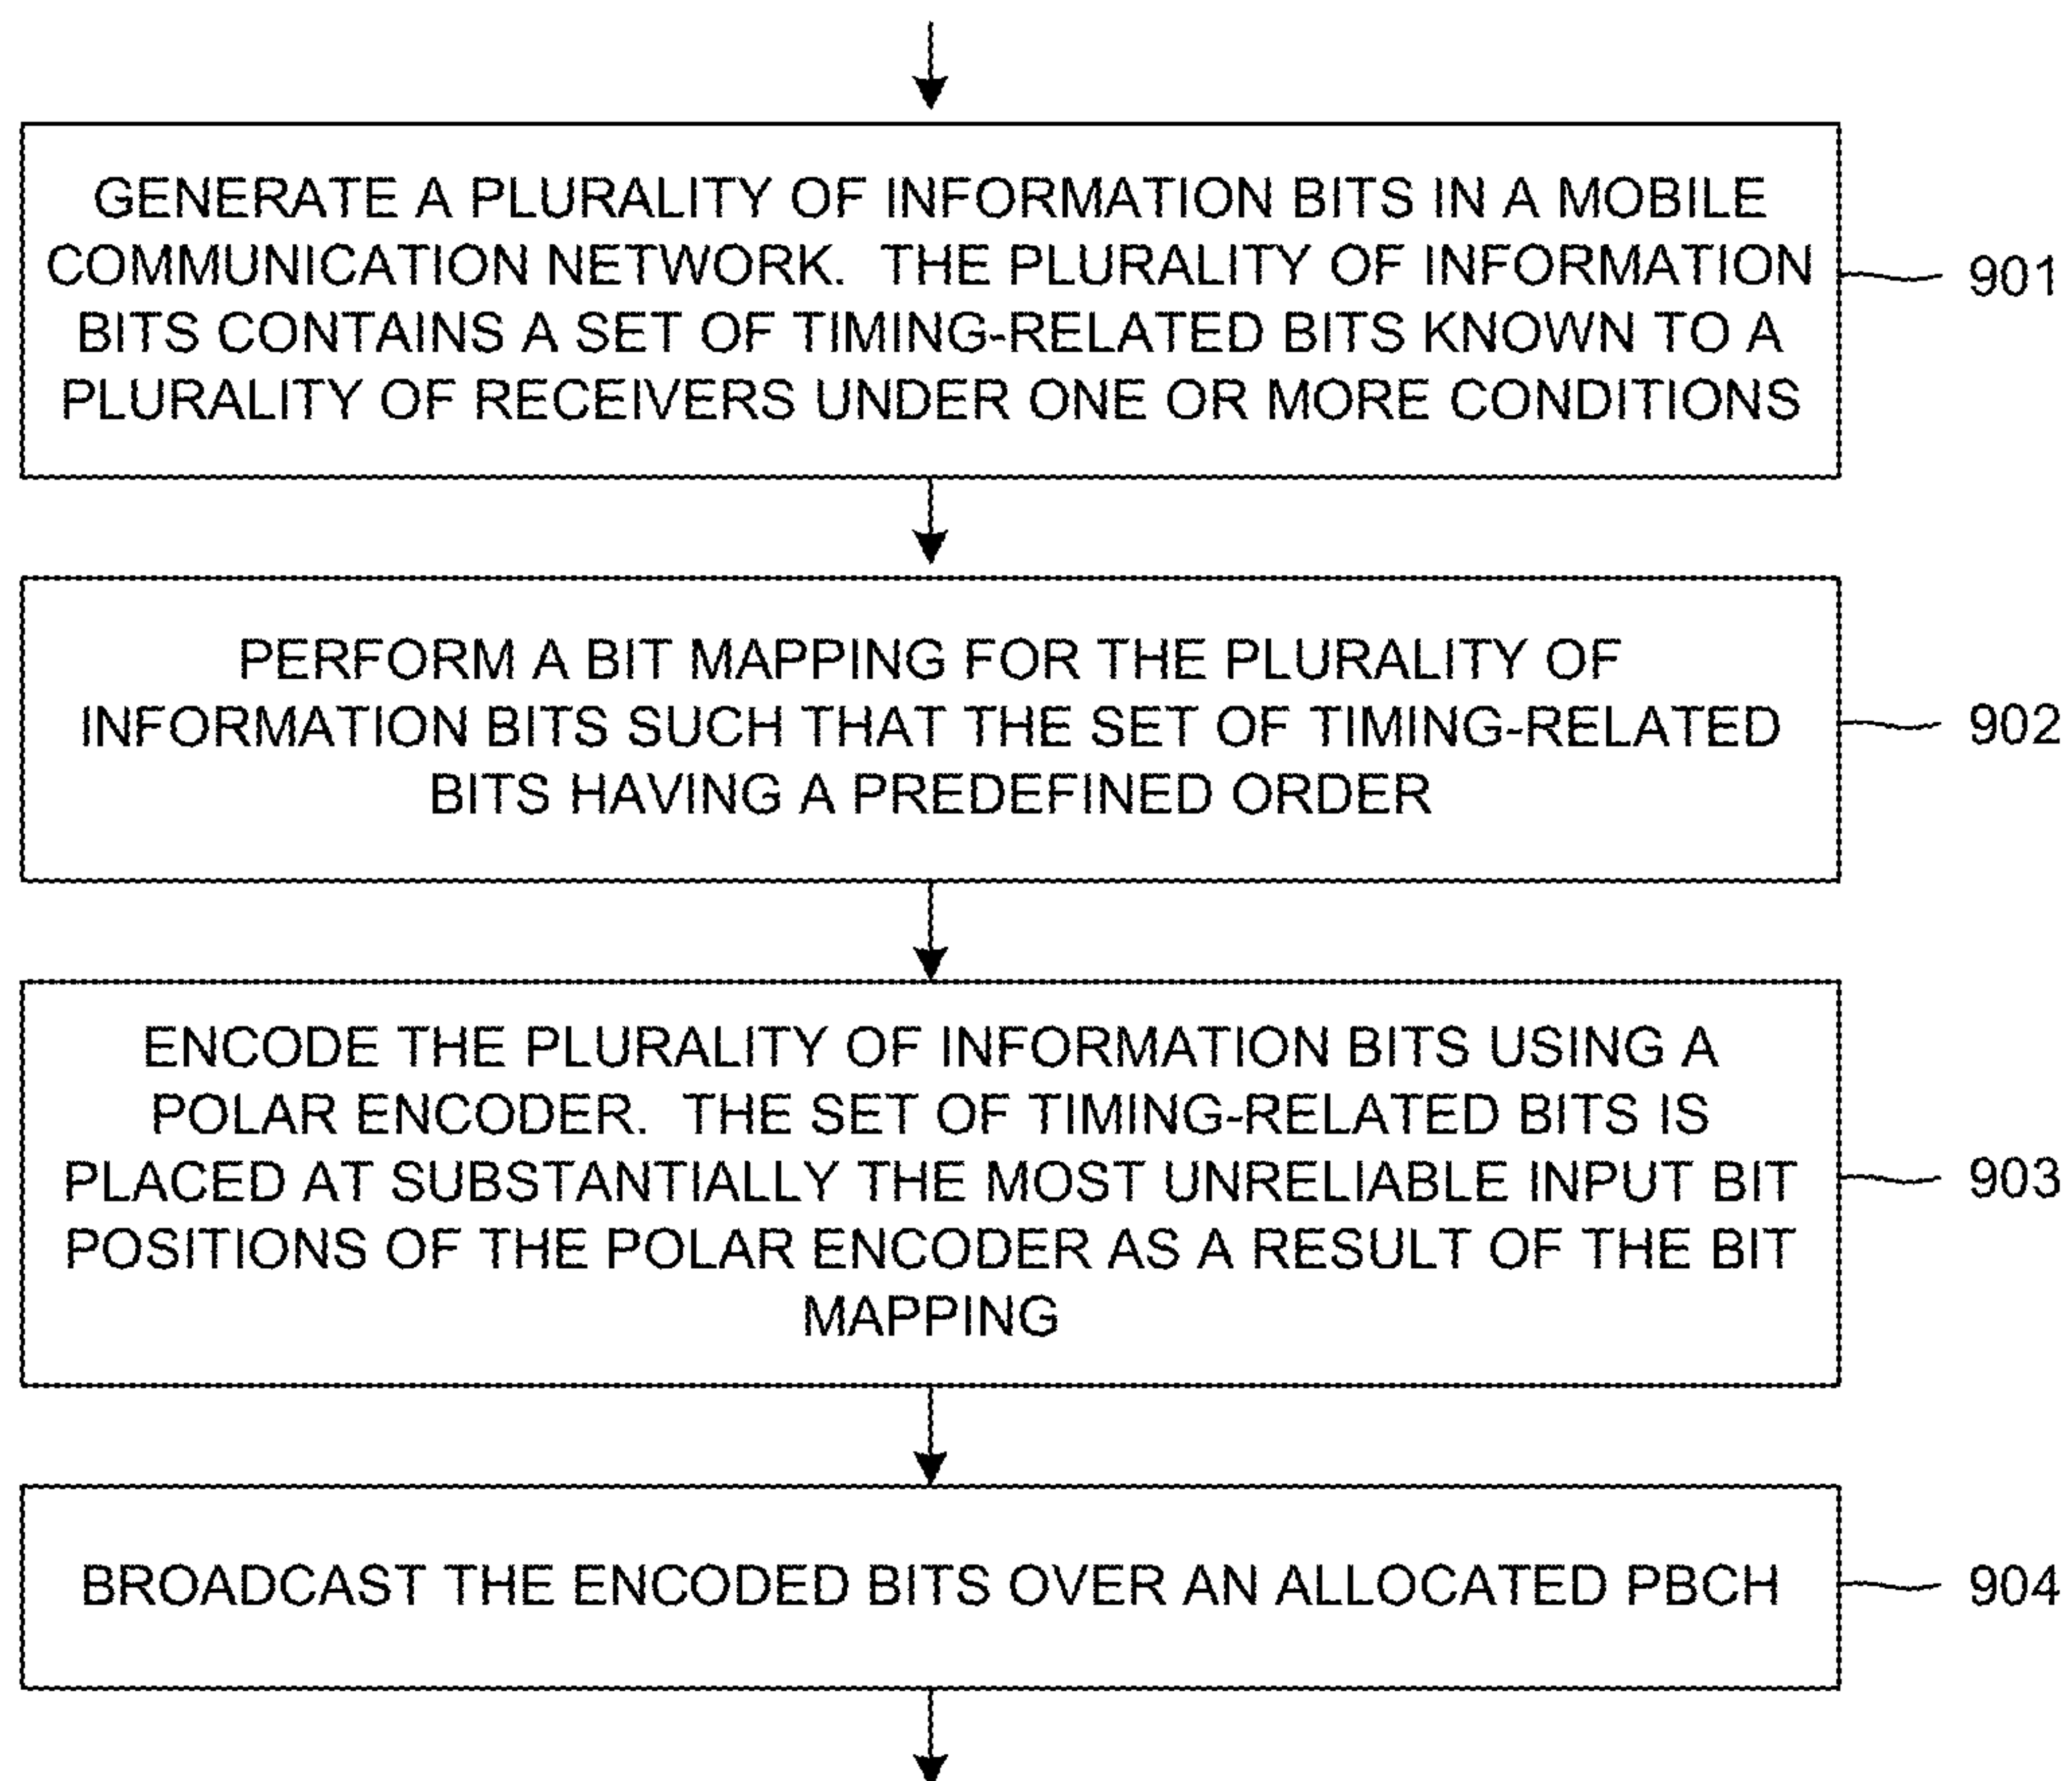 GENERATE A PLURALITY OF INFORMATION BITS IN A MOBILE
COMMUNICATION NETWORK. THE PLURALITY OF INFORMATION
BITS CONTAINS A SET OF TIMING-RELATED BITS KNOWN TO A
PLURALITY OF RECEIVERS UNDER ONE OR MORE CONDITIONS
901
PERFORM A BIT MAPPING FOR THE PLURALITY OF
INFORMATION BITS SUCH THAT THE SET OF TIMING-RELATED
BITS HAVING A PREDEFINED ORDER
902
ENCODE THE PLURALITY OF INFORMATION BITS USING A
POLAR ENCODER. THE SET OF TIMING-RELATED BITS IS
PLACED AT SUBSTANTIALLY THE MOST UNRELIABLE INPUT BIT
POSITIONS OF THE POLAR ENCODER AS A RESULT OF THE BIT
MAPPING
903
BROADCAST THE ENCODED BITS OVER AN ALLOCATED PBCH
904